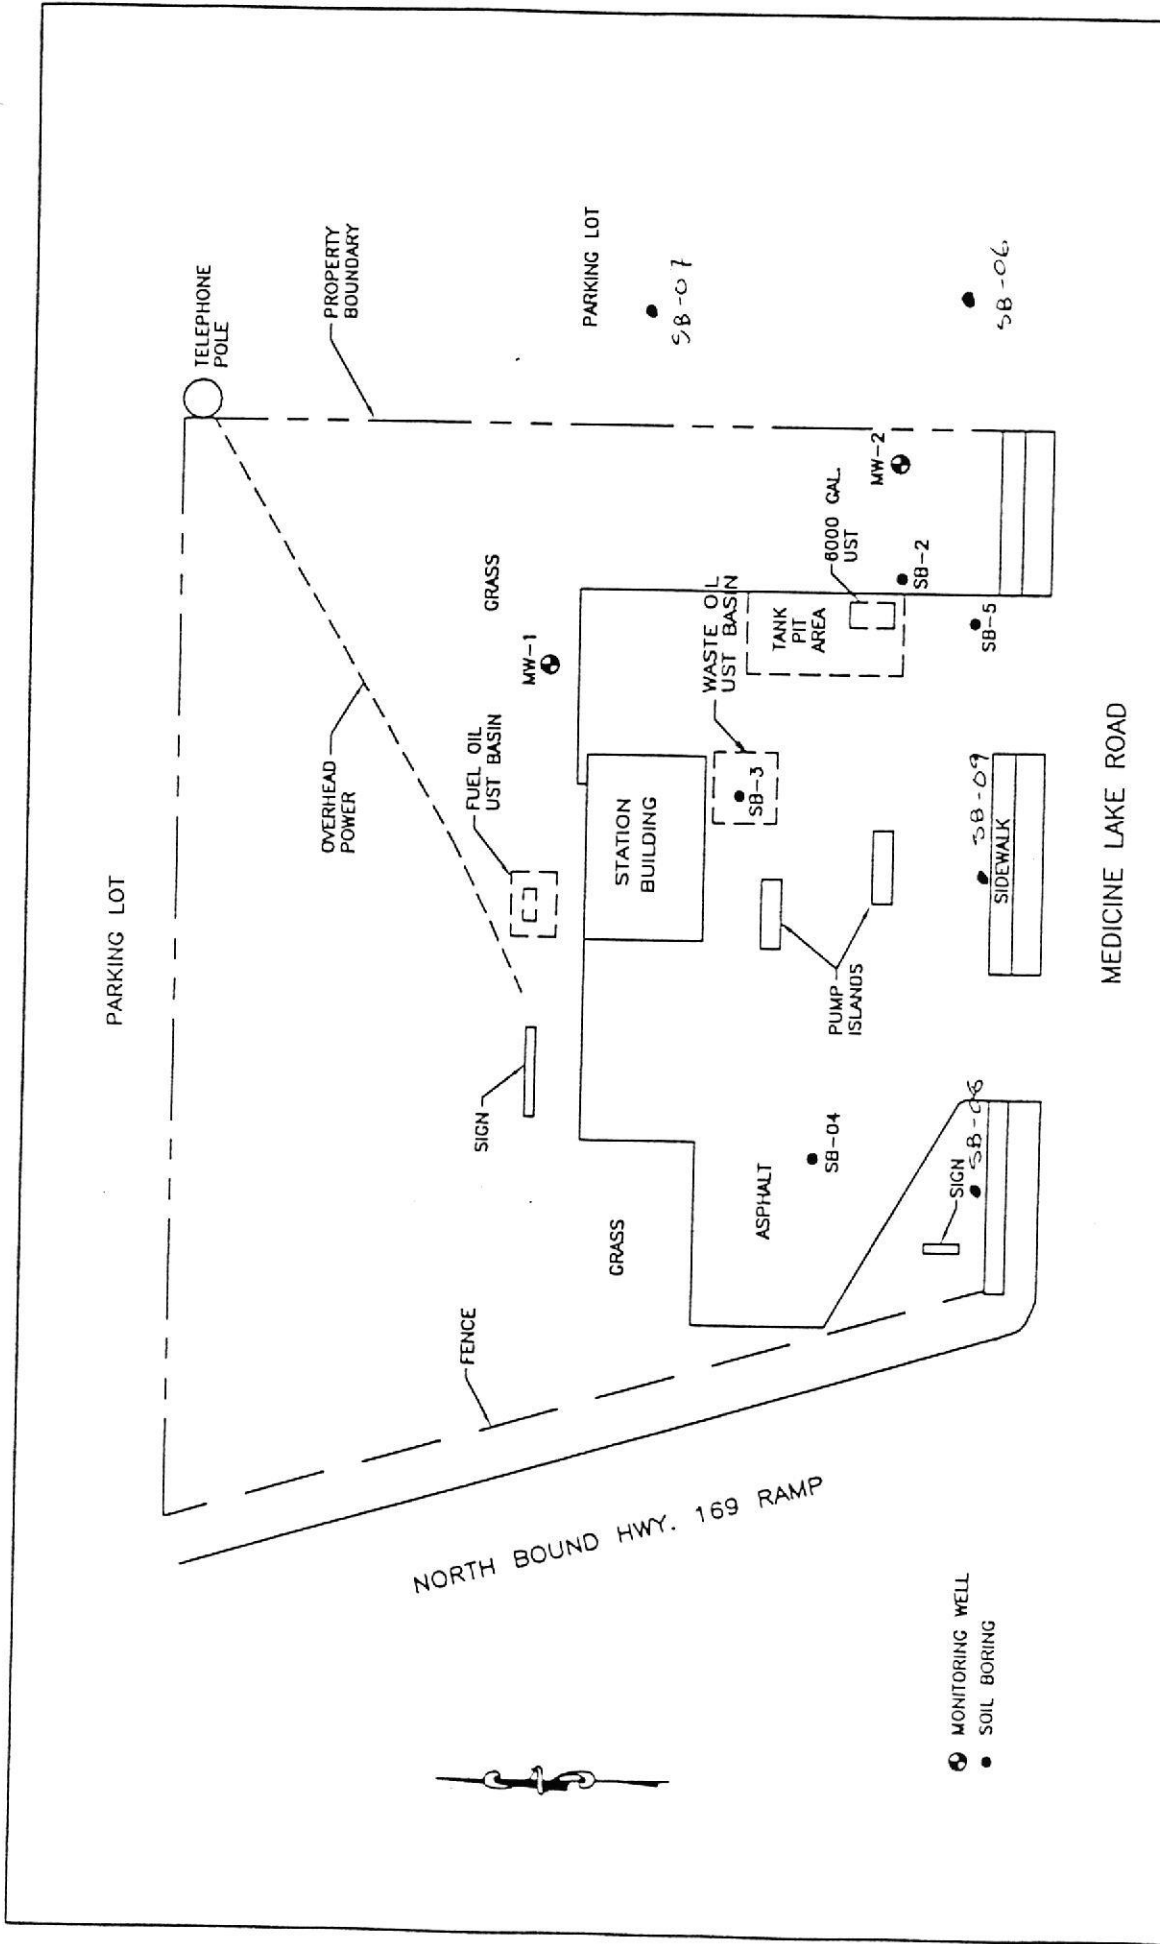 PARKING LOT
TELEPHONE
POLE
OVERHEAD
POWER
PROPERTY
BOUNDARY
SIGN
FENCE
FUEL OIL
UST BASIN
GRASS
MW-1
PARKING LOT
SB-07
GRASS
STATION
BUILDING
WASTE OIL
UST BASIN
SB-3
TANK
PIT
AREA
6000 GAL.
UST
MW-2
SB-2
SB-5
SB-06
ASPHALT
SB-04
PUMP
ISLANDS
SIGN
SB-08
SB-09
SIDEWALK
NORTH BOUND HWY. 169 RAMP
MEDICINE LAKE ROAD
MONITORING WELL
SOIL BORING